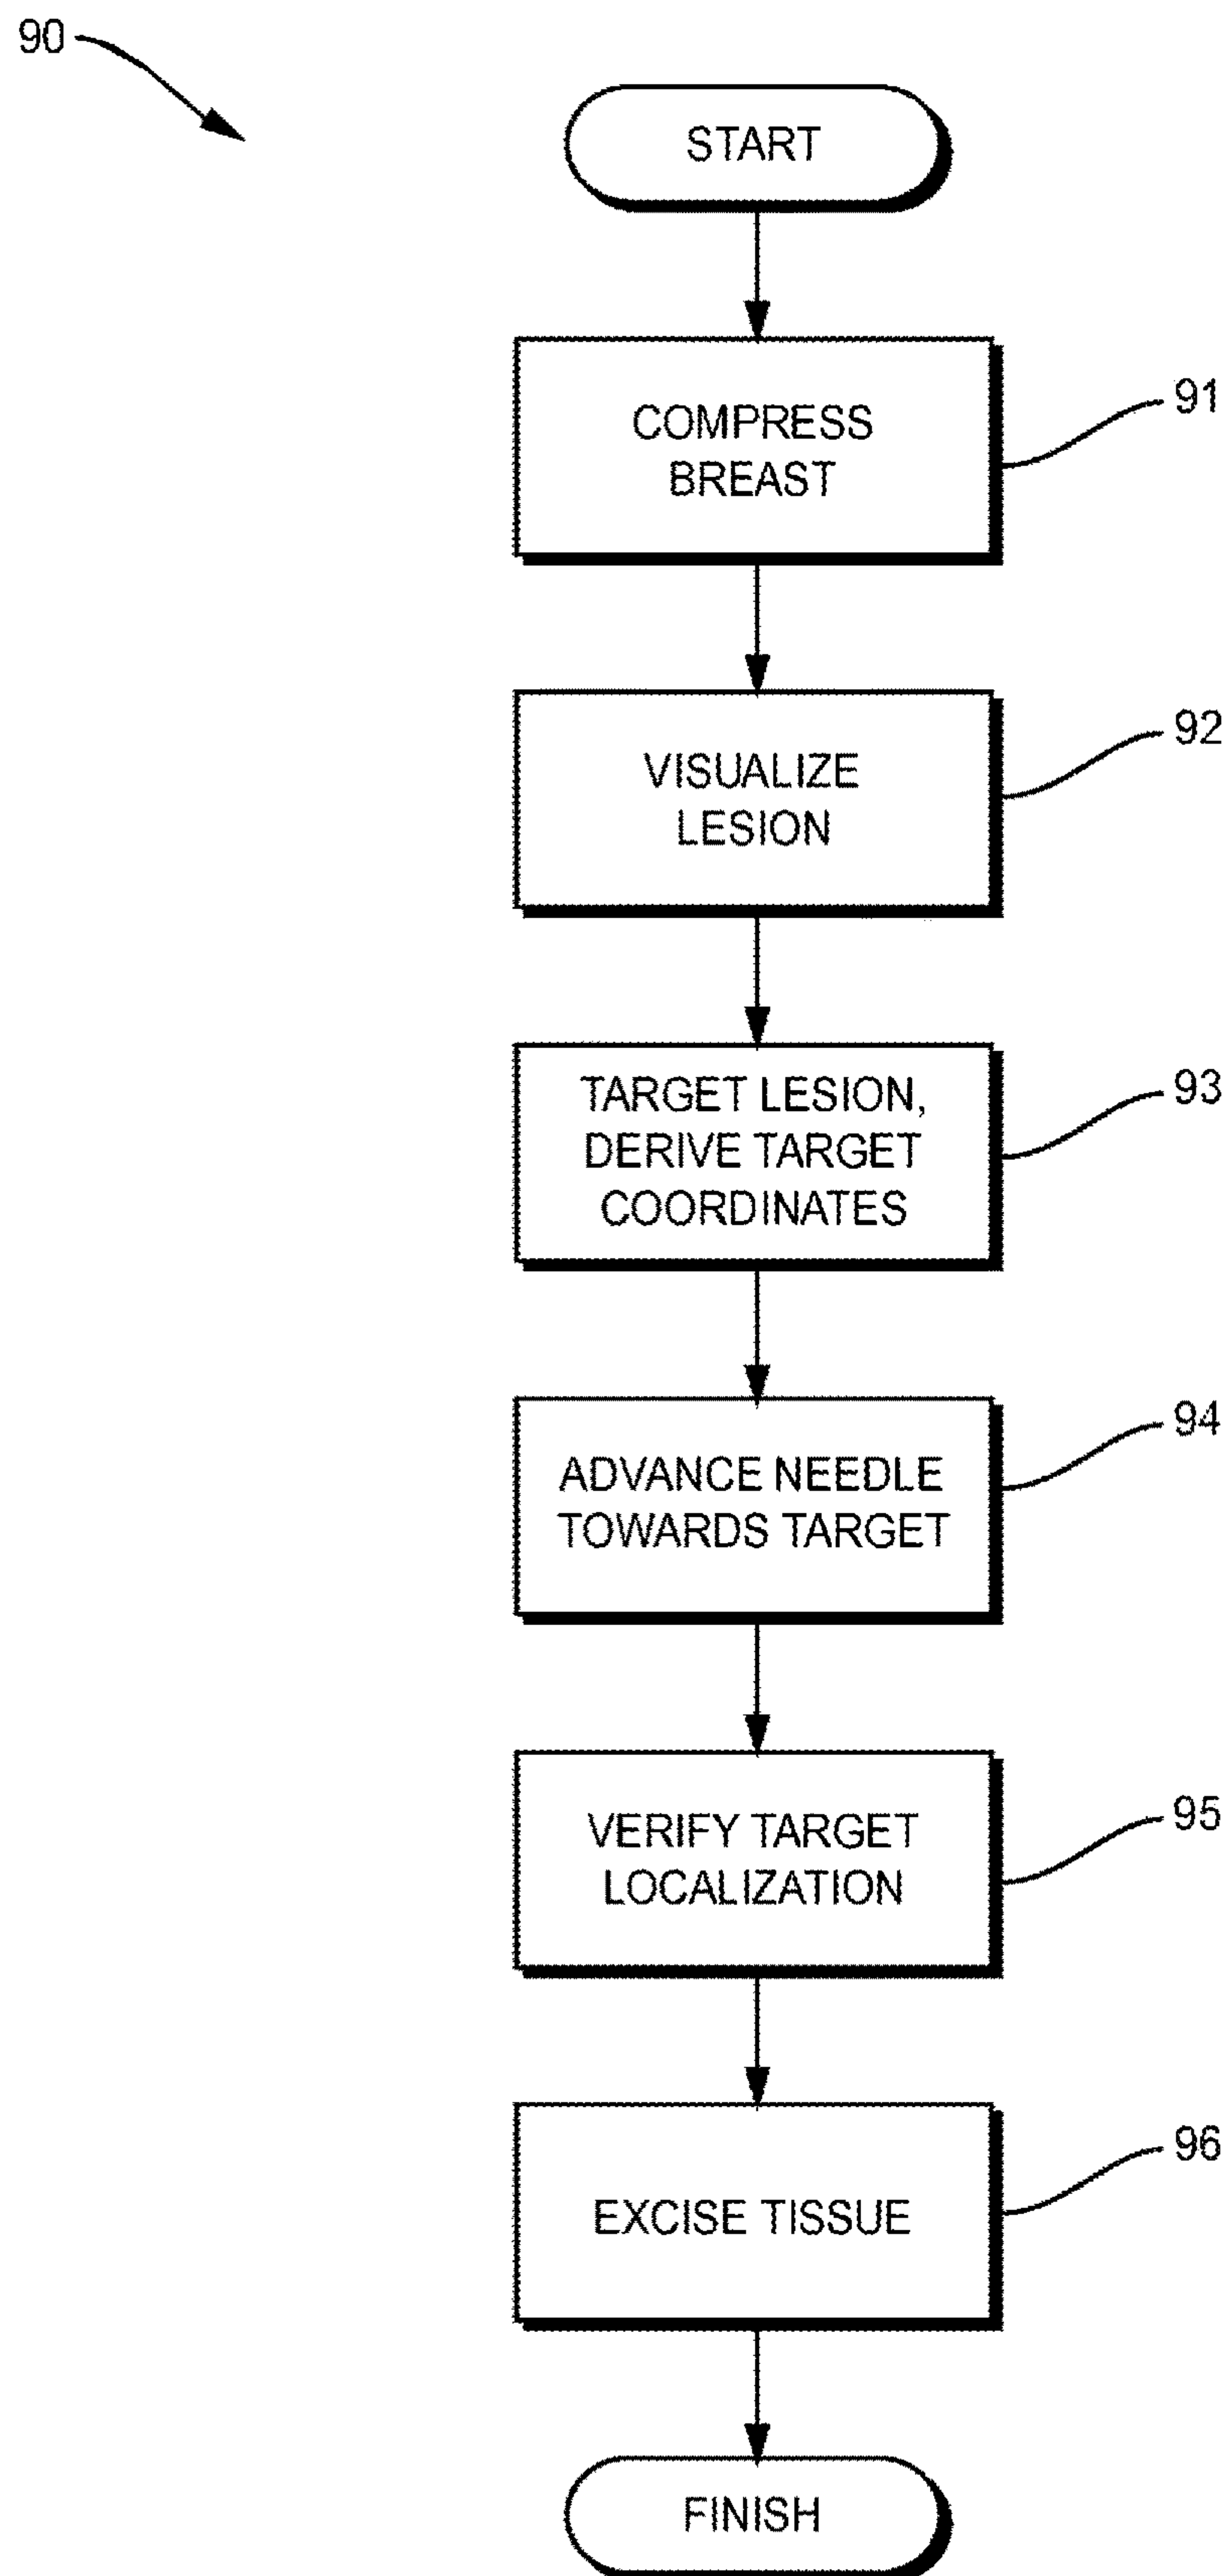 90
START
COMPRESS
BREAST
91
VISUALIZE
LESION
92
TARGET LESION,
DERIVE TARGET
COORDINATES
93
ADVANCE NEEDLE
TOWARDS TARGET
94
VERIFY TARGET
LOCALIZATION
95
EXCISE TISSUE
96
FINISH